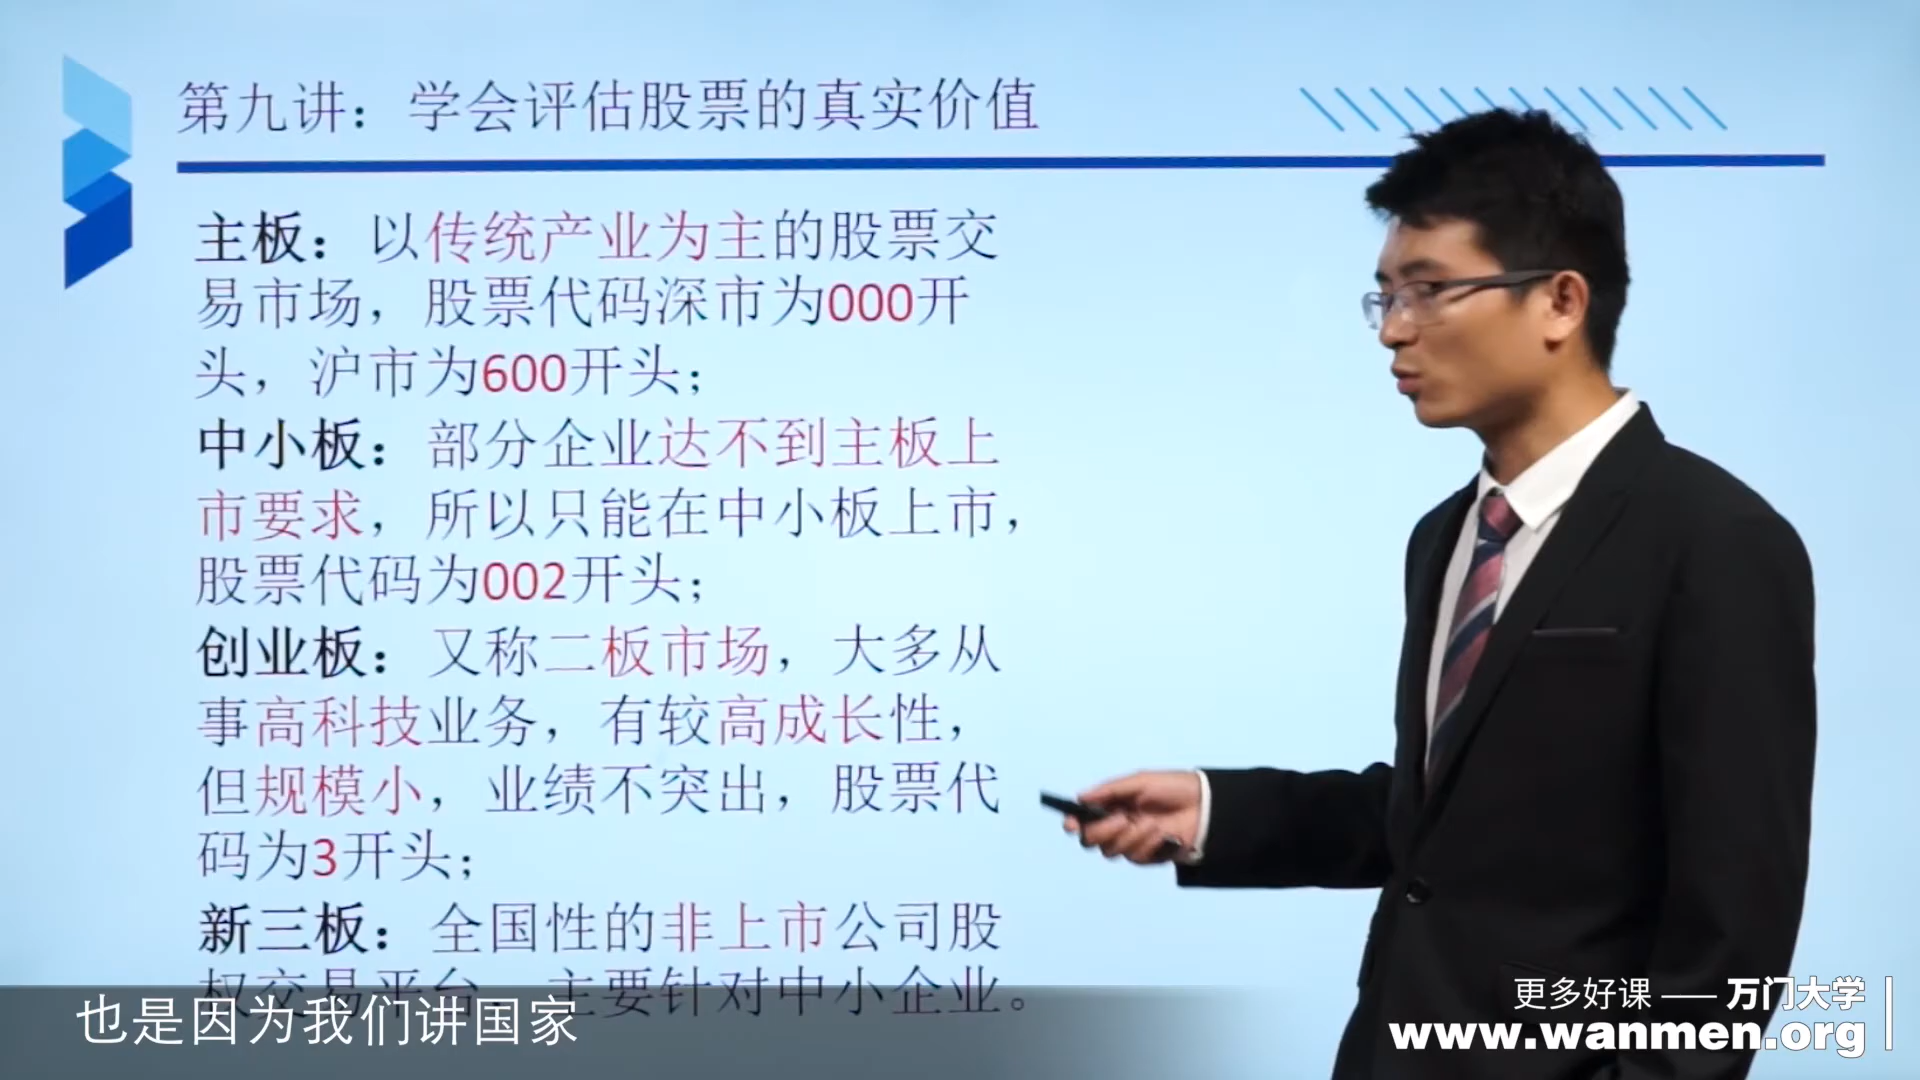 第九讲：学会评估股票的真实价值
主板：以传统产业为主的股票交
易市场，股票代码深市为000开
头，沪市为600开头；
中小板：部分企业达不到主板上
市要求，所以只能在中小板上市，
股票代码为002开头；
创业板：又称二板市场，大多从
事高科技业务，有较高成长性，
但规模小，业绩不突出，股票代
码为3开头；
新三板：全国性的非上市公司股
权交易平台，主要针对中小企业。
也是因为我们讲国家
更多好课 —— 万门大学
www.wanmen.org